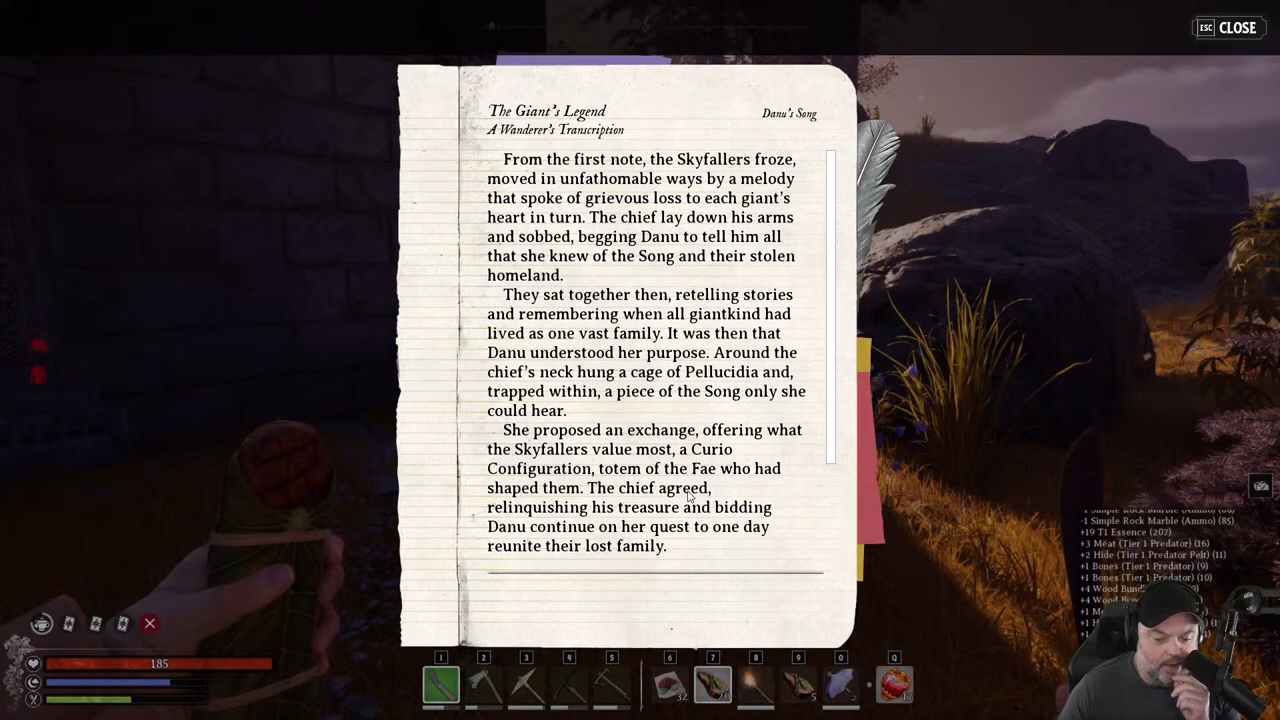 ESC CLOSE
The Giant's Legend
Danu's Song
A Wanderer's Transcription
From the first note, the Skyfallers froze,
moved in unfathomable ways by a melody
that spoke of grievous loss to each giant's
heart in turn. The chief lay down his arms
and sobbed, begging Danu to tell him all
that she knew of the Song and their stolen
homeland.
They sat together then, retelling stories
and remembering when all giantkind had
lived as one vast family. It was then that
Danu understood her purpose. Around the
chief's neck hung a cage of Pellucidia and,
trapped within, a piece of the Song only she
could hear.
She proposed an exchange, offering what
the Skyfallers value most, a Curio
Configuration, totem of the Fae who had
shaped them. The chief agreed,
relinquishing his treasure and bidding
Danu continue on her quest to one day
reunite their lost family.
-1 Simple Rock Marble (Ammo) (85)
+19 T1 Essence (207)
+3 Meat (Tier 1 Predator) (16)
+2 Hide (Tier 1 Predator Pelt) (11)
+1 Bones (Tier 1 Predator) (9)
+1 Bones (Tier 1 Predator) (10)
+4 Wood
+4 Wood
185
1 2 3 4 5 6 7 8 9 0 Q
32 20 5 17